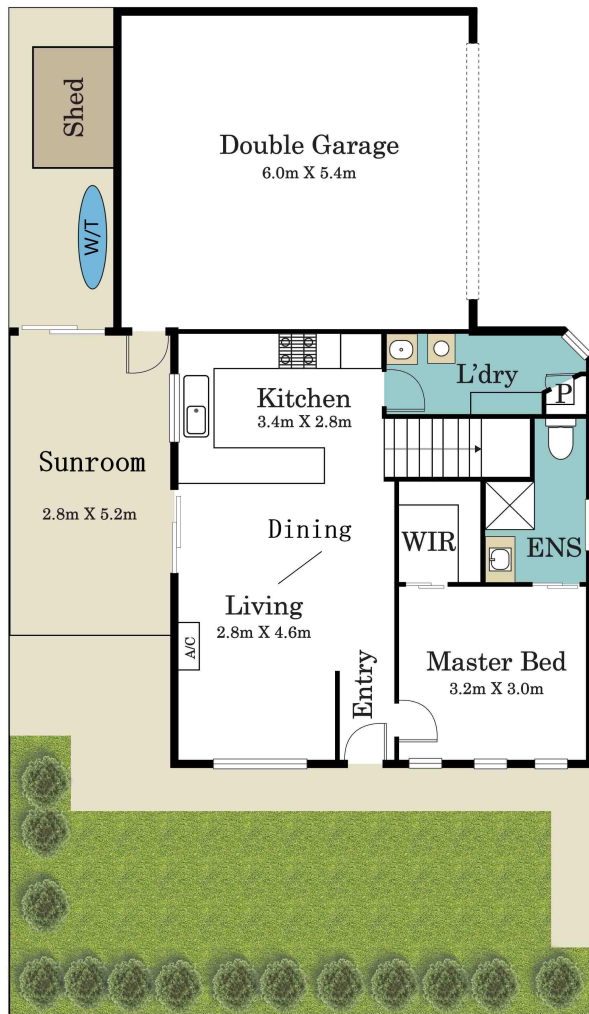 Shed
Double Garage
6.0m X 5.4m
W/T
L'dry
P
Kitchen
3.4m X 2.8m
Sunroom
2.8m X 5.2m
Dining
WIR
ENS
Living
2.8m X 4.6m
A/C
Entry
Master Bed
3.2m X 3.0m